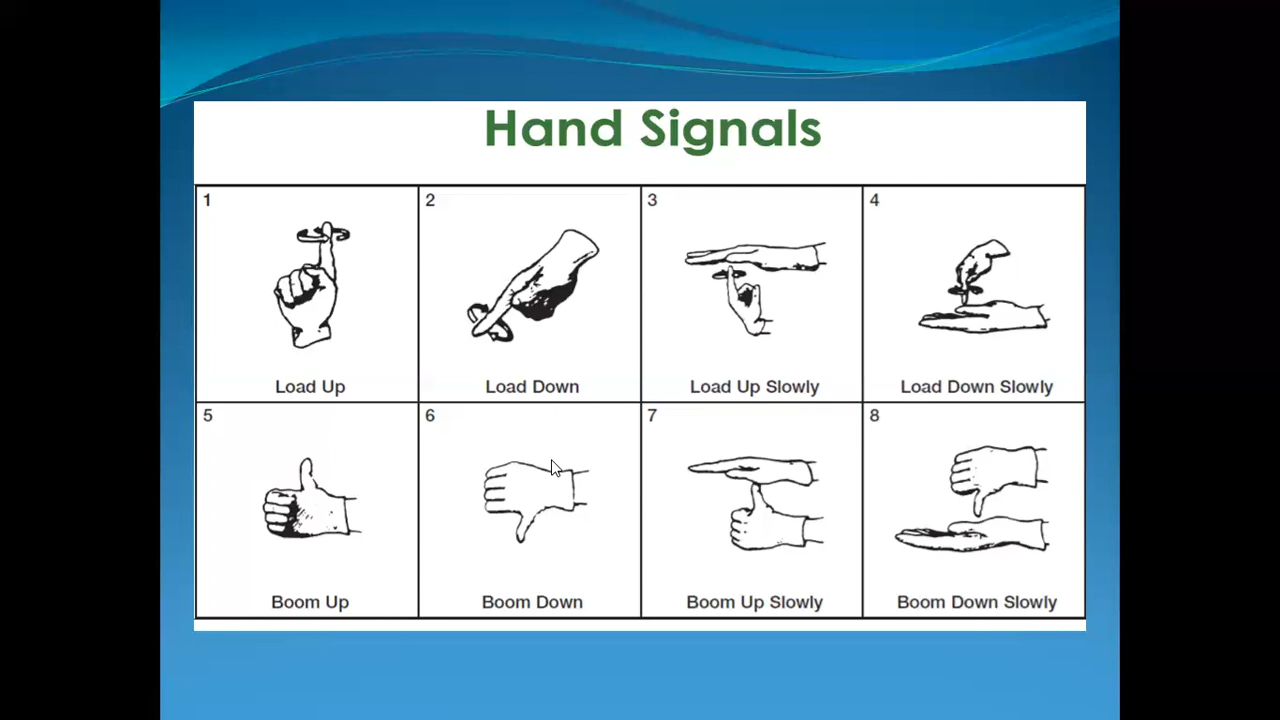 Hand Signals
1
2
3
4
Load Up
Load Down
Load Up Slowly
Load Down Slowly
5
6
7
8
Boom Up
Boom Down
Boom Up Slowly
Boom Down Slowly